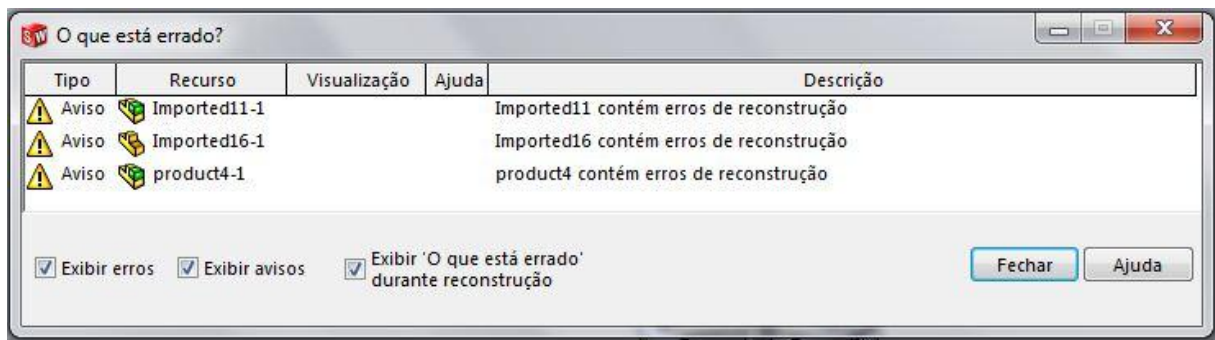 O que está errado?
Tipo Recurso Visualização Ajuda Descrição
Aviso Imported11-1 Imported11 contém erros de reconstrução
Aviso Imported16-1 Imported16 contém erros de reconstrução
Aviso product4-1 product4 contém erros de reconstrução
Exibir erros Exibir avisos Exibir 'O que está errado'
durante reconstrução
Fechar Ajuda